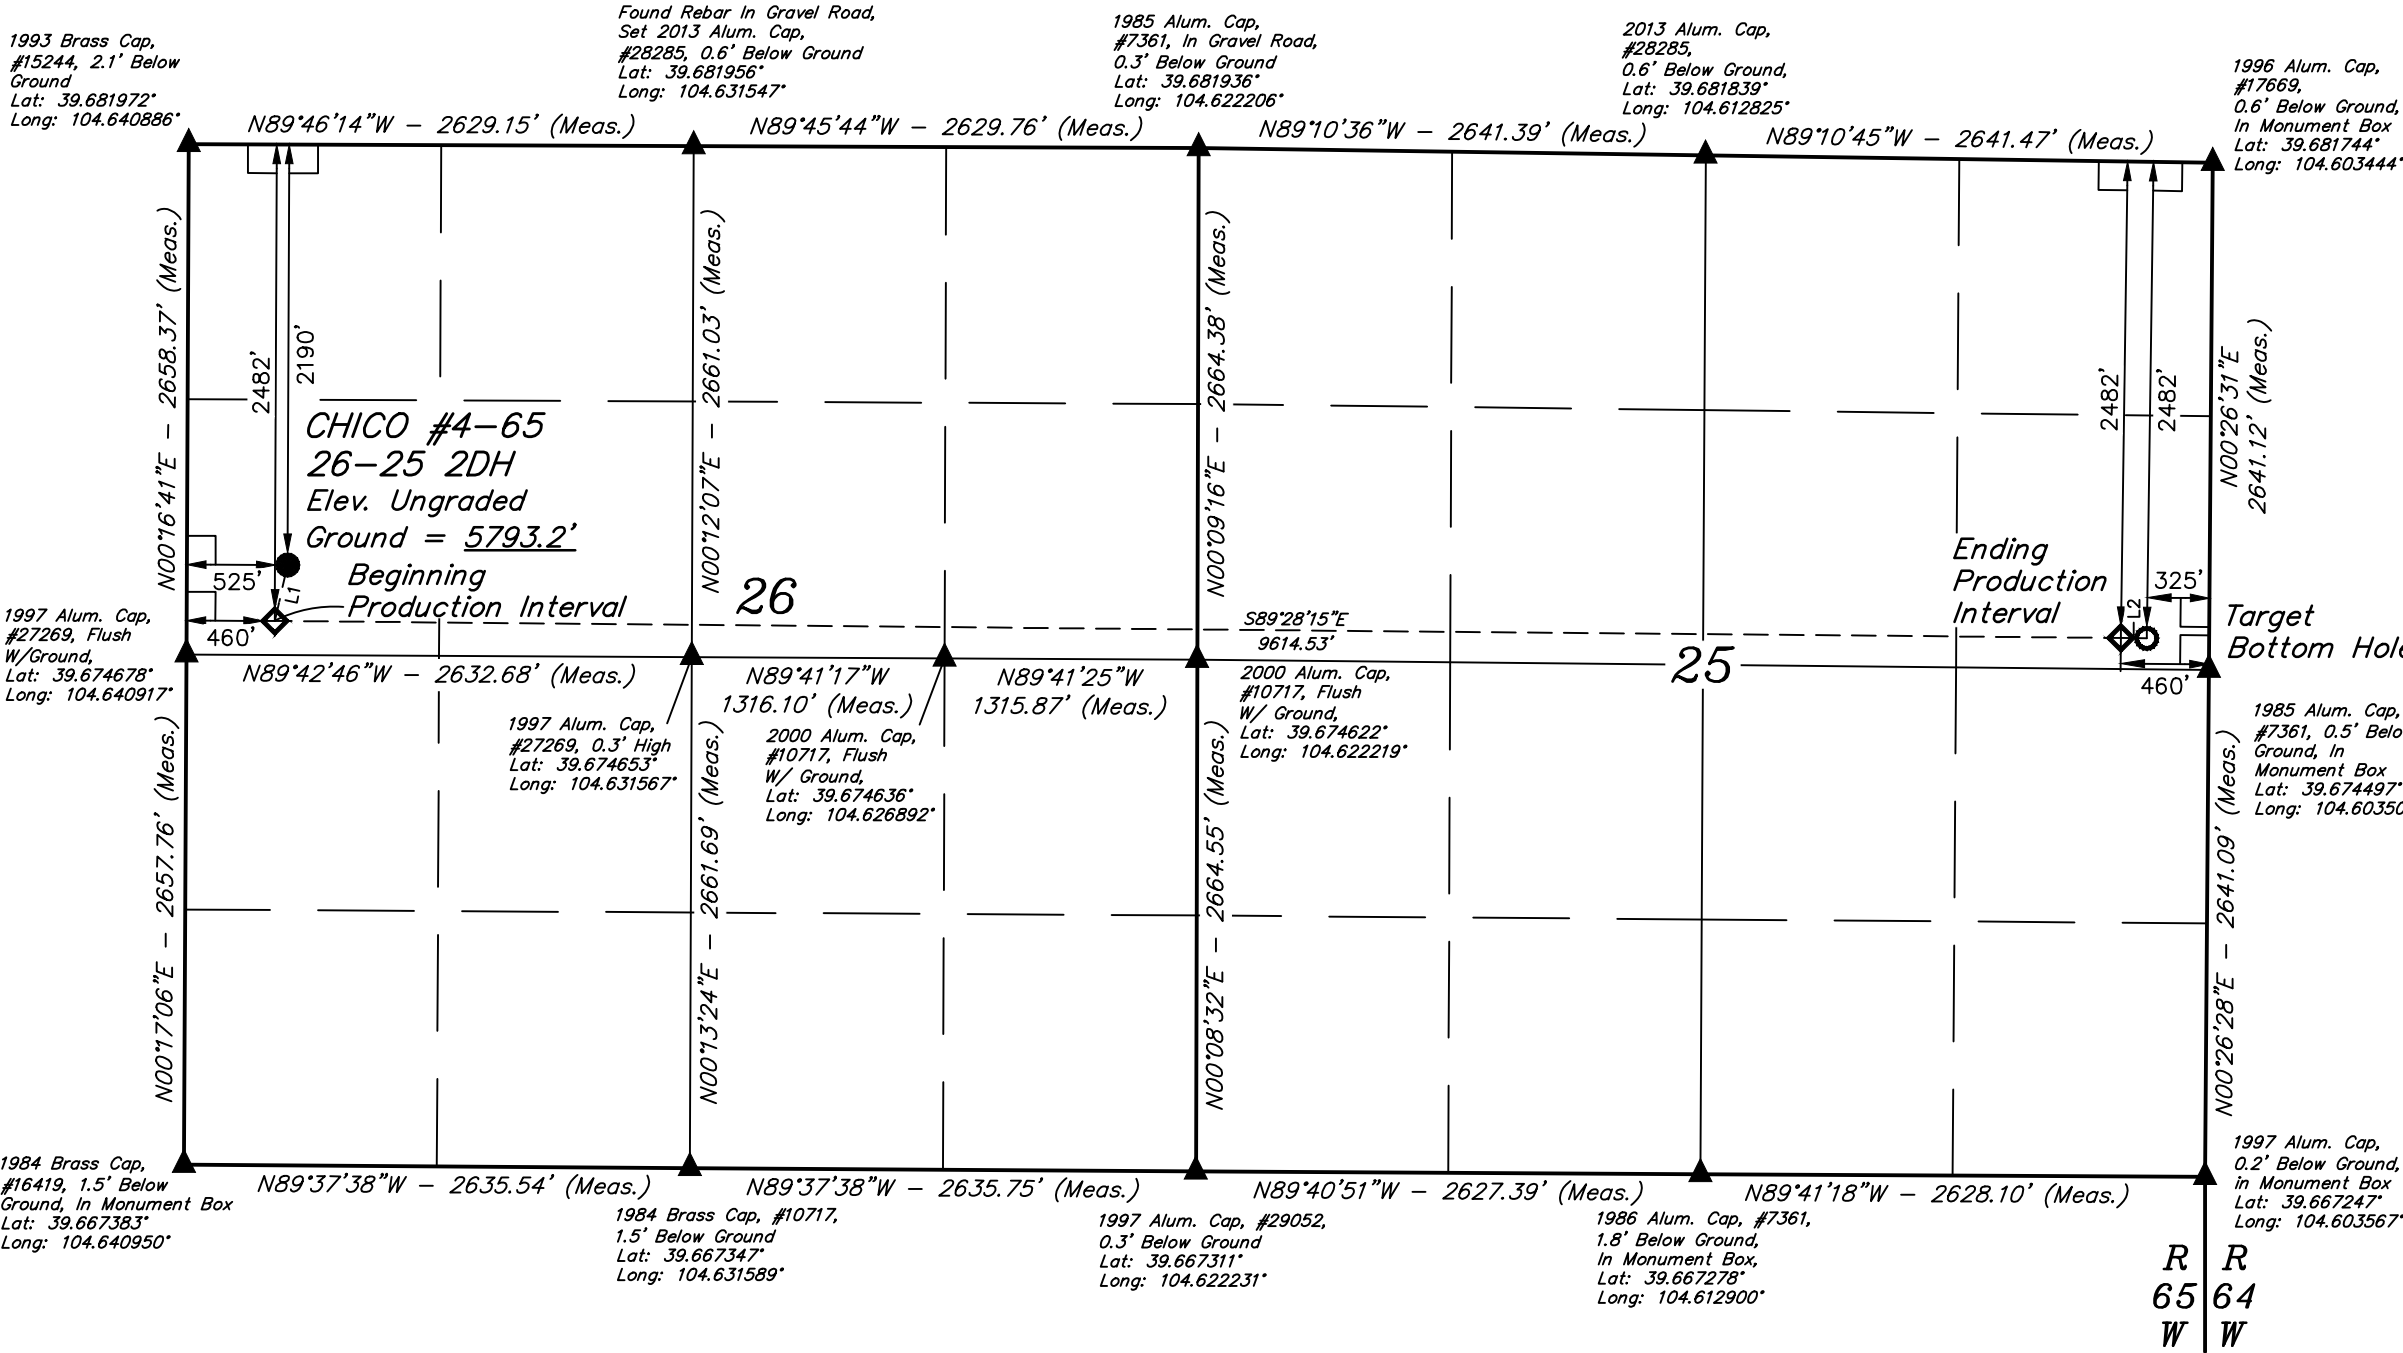 1993 Brass Cap,
#15244, 2.1' Below
Ground
Lat: 39.681972°
Long: 104.640886°
Found Rebar In Gravel Road,
Set 2013 Alum. Cap,
#28285, 0.6' Below Ground
Lat: 39.681956°
Long: 104.631547°
1985 Alum. Cap,
#7361, In Gravel Road,
0.3' Below Ground
Lat: 39.681936°
Long: 104.622206°
2013 Alum. Cap,
#28285,
0.6' Below Ground,
Lat: 39.681839°
Long: 104.612825°
1996 Alum. Cap,
#17669,
0.6' Below Ground,
In Monument Box
Lat: 39.681744°
Long: 104.603444°
N89°46'14"W – 2629.15' (Meas.)
N89°45'44"W – 2629.76' (Meas.)
N89°10'36"W – 2641.39' (Meas.)
N89°10'45"W – 2641.47' (Meas.)
N00°16'41"E – 2658.37' (Meas.)
2482'
2190'
N00°12'07"E – 2661.03' (Meas.)
N00°09'16"E – 2664.38' (Meas.)
2482'
2482'
N00°26'31"E
2641.12' (Meas.)
CHICO #4–65
26–25 2DH
Elev. Ungraded
Ground = 5793.2'
Beginning
Production Interval
525'
L1
460'
26
S89°28'15"E
9614.53'
Ending
Production
Interval
L2
325'
Target
Bottom Hole
460'
25
1997 Alum. Cap,
#27269, Flush
W/Ground,
Lat: 39.674678°
Long: 104.640917°
N89°42'46"W – 2632.68' (Meas.)
N89°41'17"W
1316.10' (Meas.)
N89°41'25"W
1315.87' (Meas.)
1997 Alum. Cap,
#27269, 0.3' High
Lat: 39.674653°
Long: 104.631567°
2000 Alum. Cap,
#10717, Flush
W/ Ground,
Lat: 39.674636°
Long: 104.626892°
2000 Alum. Cap,
#10717, Flush
W/ Ground,
Lat: 39.674622°
Long: 104.622219°
1985 Alum. Cap,
#7361, 0.5' Belo
Ground, In
Monument Box
Lat: 39.674497°
Long: 104.60350
N00°17'06"E – 2657.76' (Meas.)
N00°13'24"E – 2661.69' (Meas.)
N00°08'32"E – 2664.55' (Meas.)
N00°26'28"E – 2641.09' (Meas.)
1984 Brass Cap,
#16419, 1.5' Below
Ground, In Monument Box
Lat: 39.667383°
Long: 104.640950°
N89°37'38"W – 2635.54' (Meas.)
N89°37'38"W – 2635.75' (Meas.)
N89°40'51"W – 2627.39' (Meas.)
N89°41'18"W – 2628.10' (Meas.)
1984 Brass Cap, #10717,
1.5' Below Ground
Lat: 39.667347°
Long: 104.631589°
1997 Alum. Cap, #29052,
0.3' Below Ground
Lat: 39.667311°
Long: 104.622231°
1986 Alum. Cap, #7361,
1.8' Below Ground,
In Monument Box,
Lat: 39.667278°
Long: 104.612900°
1997 Alum. Cap,
0.2' Below Ground,
in Monument Box
Lat: 39.667247°
Long: 104.603567°
R R
65 64
W W